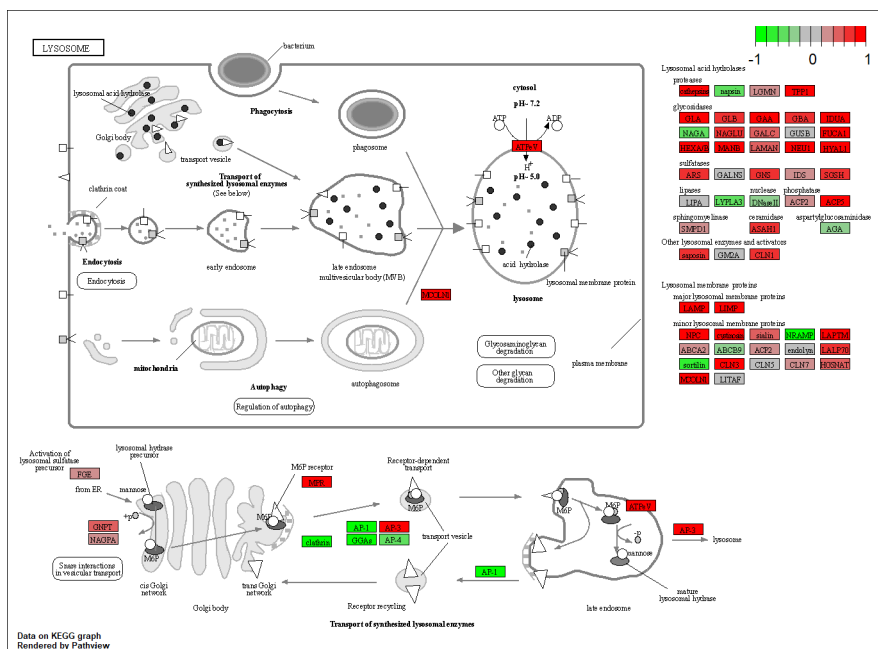 LYSOSOME
bacterium
-1 0 1
lysosomal acid hydrolase
Golgi body
transport vesicle
Phagocytosis
phagosome
Transport of
synthesized lysosomal enzymes
(See below)
clathrin coat
Endocytosis
Endocytosis
early endosome
late endosome
multivesicular body (MVB)
cytosol
pH~ 7.2
ATP ADP
ATPeV
H+
pH~ 5.0
acid hydrolase
lysosomal membrane protein
lysosome
MCOLN1
mitochondria
Autophagy
Regulation of autophagy
autophagosome
Glycosaminoglycan
degradation
Other glycan
degradation
plasma membrane
Lysosomal acid hydrolases
proteases
cathepsin napsin LGMN TPP1
glycosidases
GLA GLB GAA GBA IDUA
NAGA NAGLU GALC GUSB FUCA1
HEXA/B MANB LAMAN NEU1 HYAL1
sulfatases
ARS GALNS GNS IDS SGSH
lipases nuclease phosphatase
LIPA LYPLA3 DNase II ACP2 ACP5
sphingomyelinase ceramidase aspartylglucosaminidase
SMPD1 ASAH1 AGA
Other lysosomal enzymes and activators
saposin GM2A CLN1
Lysosomal membrane proteins
major lysosomal membrane proteins
LAMP LIMP
minor lysosomal membrane proteins
NPC cystinosin sialin NRAMP LAPTM
ABCA2 ABCB9 ACP2 endolyn LALP70
sortilin CLN3 CLN5 CLN7 HGSNAT
MCOLN1 LITAF
Activation of
lysosomal sulfatase
precursor
FGE
from ER
lysosomal hydrase
precursor
mannose
+p
GNPT
NAGPA
M6P
Snare interactions
in vesicular transport
cis Golgi
network
Golgi body
trans Golgi
network
M6P receptor
MPR
M6P
clathrin
AP-1 AP-3
GGAs AP-4
Receptor-dependent
transport
M6P
transport vesicle
Receptor recycling
AP-1
Transport of synthesized lysosomal enzymes
M6P
M6P
ATPeV
-p
mannose
late endosome
mature
lysosomal hydrase
AP-3
lysosome
Data on KEGG graph
Rendered by Pathview